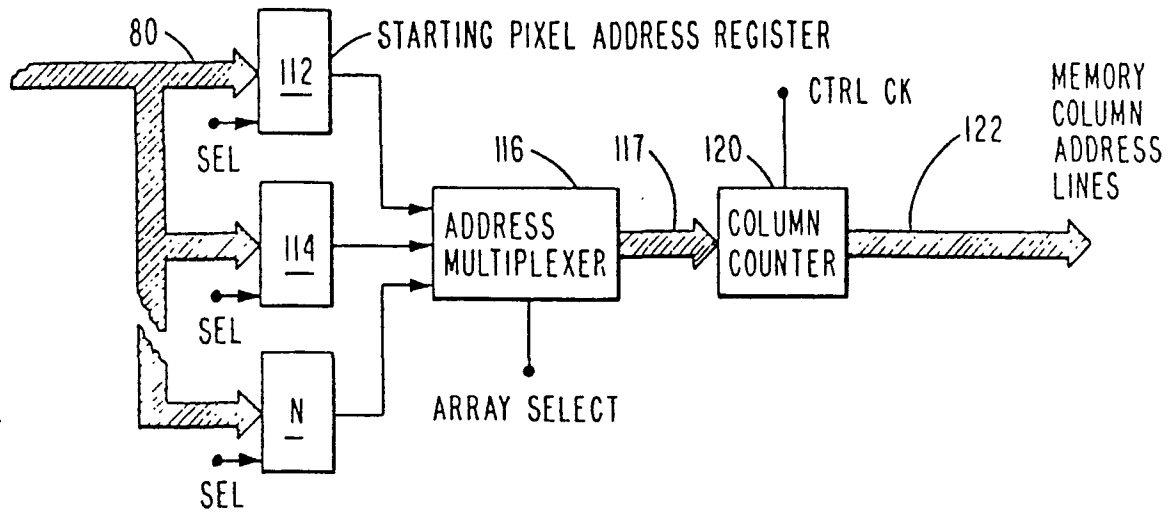 80
112
STARTING PIXEL ADDRESS REGISTER
SEL
114
SEL
N
SEL
116
ADDRESS
MULTIPLEXER
ARRAY SELECT
117
120
CTRL CK
COLUMN
COUNTER
122
MEMORY
COLUMN
ADDRESS
LINES